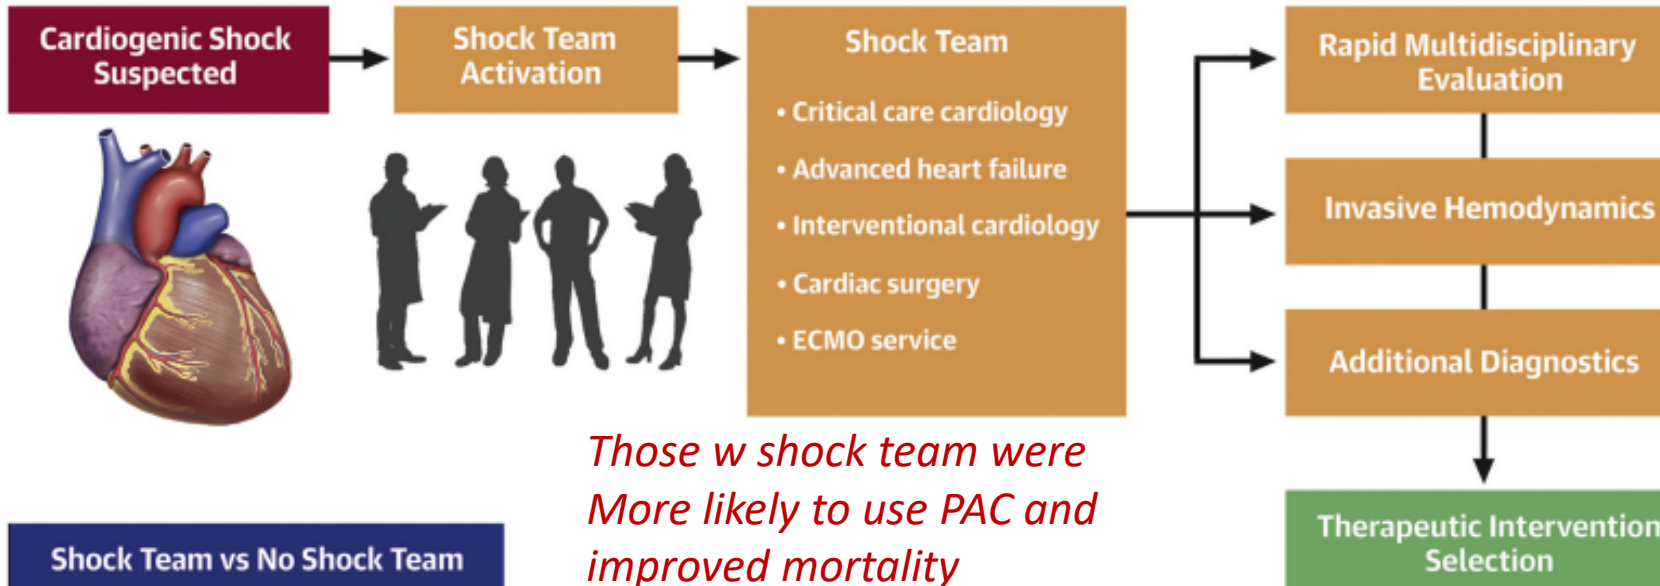 Cardiogenic Shock
Suspected
Shock Team
Activation
Shock Team
• Critical care cardiology
• Advanced heart failure
• Interventional cardiology
• Cardiac surgery
• ECMO service
Rapid Multidisciplinary
Evaluation
Invasive Hemodynamics
Additional Diagnostics
Therapeutic Intervention
Selection
Those w shock team were
More likely to use PAC and
improved mortality
Shock Team vs No Shock Team